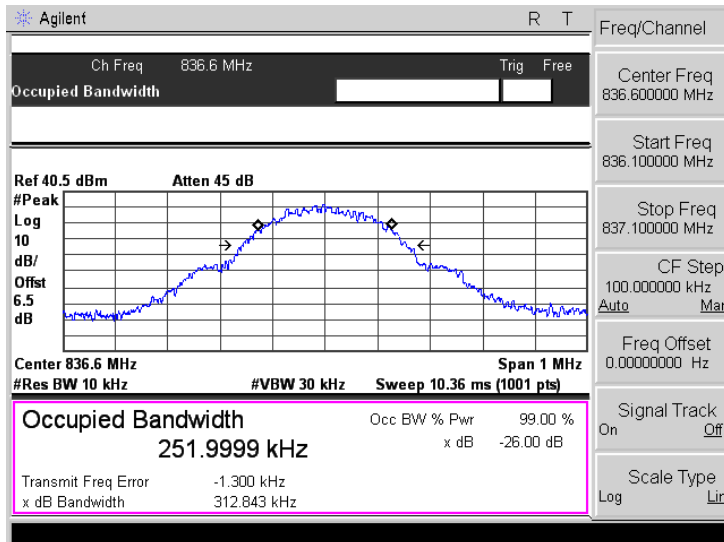 Agilent R T
Ch Freq 836.6 MHz Trig Free
Occupied Bandwidth
Ref 40.5 dBm Atten 45 dB
#Peak
Log
10
dB/
Offst
6.5
dB
Center 836.6 MHz Span 1 MHz
#Res BW 10 kHz #VBW 30 kHz Sweep 10.36 ms (1001 pts)
Occupied Bandwidth
251.9999 kHz
Occ BW % Pwr 99.00 %
x dB -26.00 dB
Transmit Freq Error -1.300 kHz
x dB Bandwidth 312.843 kHz
Freq/Channel
Center Freq
836.600000 MHz
Start Freq
836.100000 MHz
Stop Freq
837.100000 MHz
CF Step
100.000000 kHz
Auto Man
Freq Offset
0.00000000 Hz
Signal Track
On Off
Scale Type
Log Lin